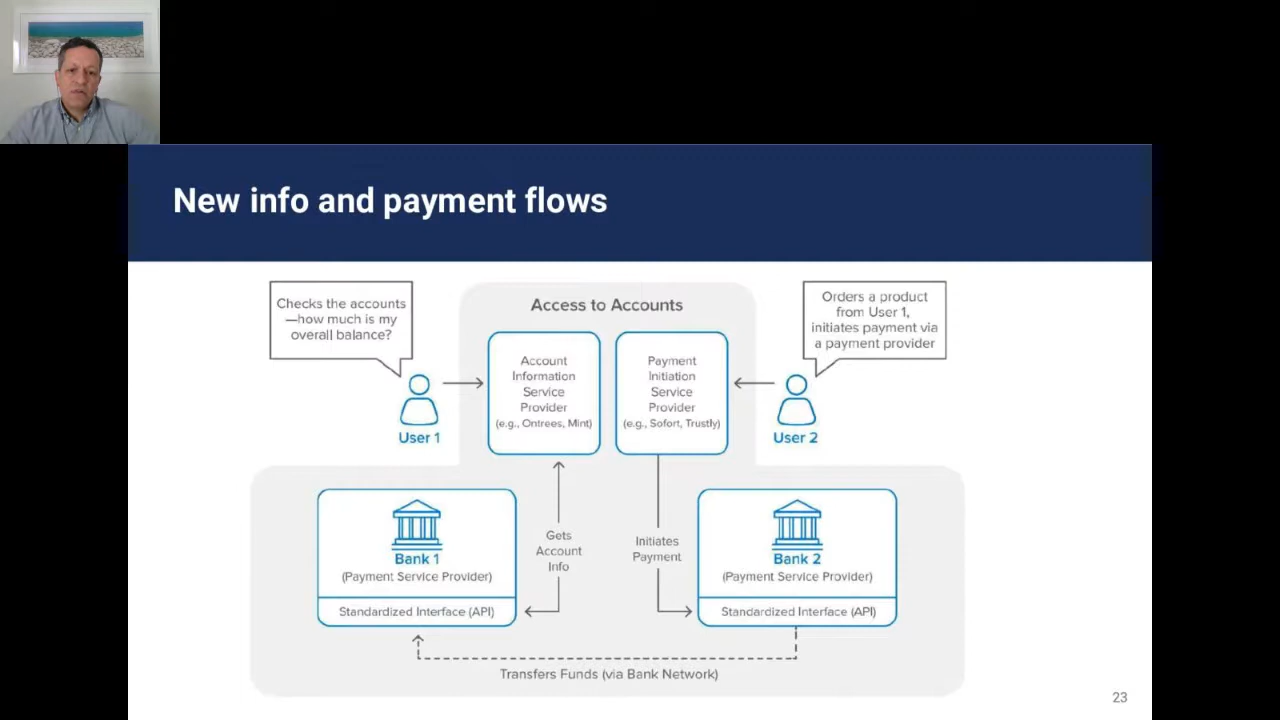 New info and payment flows
Access to Accounts
Checks the accounts
—how much is my
overall balance?
User 1
Account
Information
Service
Provider
(e.g., Ontrees, Mint)
Payment
Initiation
Service
Provider
(e.g., Sofort, Trustly)
Orders a product
from User 1,
initiates payment via
a payment provider
User 2
Bank 1
(Payment Service Provider)
Standardized Interface (API)
Gets
Account
Info
Initiates
Payment
Bank 2
(Payment Service Provider)
Standardized Interface (API)
Transfers Funds (via Bank Network)
23